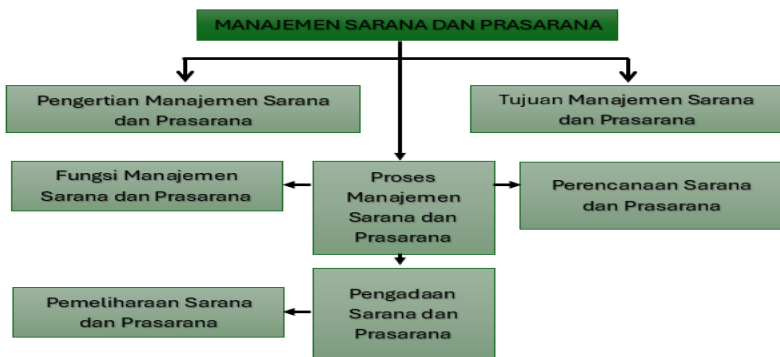 MANAJEMEN SARANA DAN PRASARANA
Pengertian Manajemen Sarana
dan Prasarana
Tujuan Manajemen Sarana
dan Prasarana
Fungsi Manajemen
Sarana dan Prasarana
Proses
Manajemen
Sarana dan
Prasarana
Perencanaan Sarana
dan Prasarana
Pemeliharaan Sarana
dan Prasarana
Pengadaan
Sarana dan
Prasarana